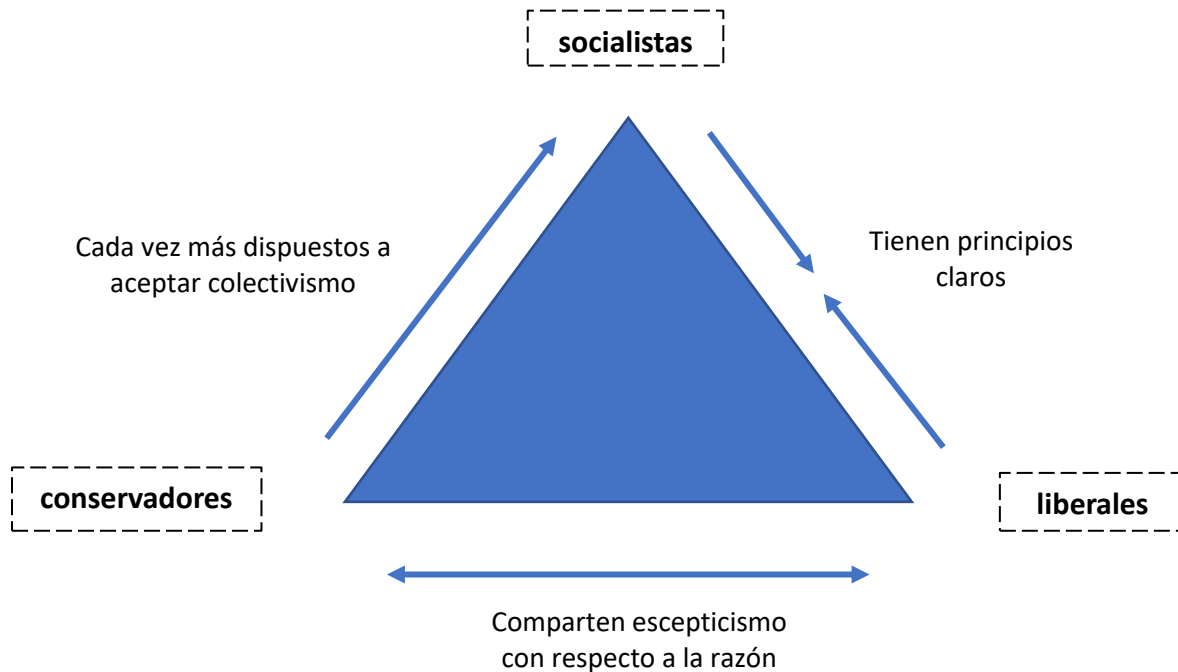 socialistas
Cada vez más dispuestos a
aceptar colectivismo
Tienen principios
claros
conservadores
liberales
Comparten escepticismo
con respecto a la razón